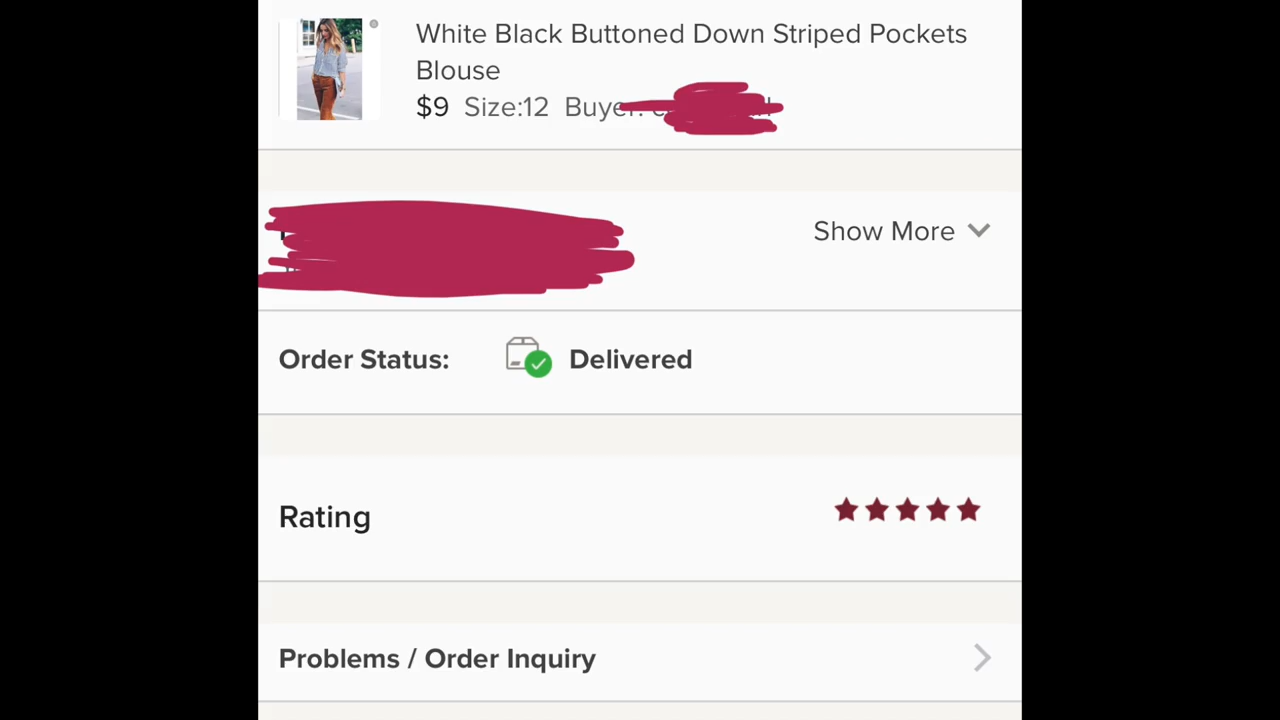 White Black Buttoned Down Striped Pockets
Blouse
$9 Size:12 Buyer:
Show More
Order Status: Delivered
Rating
Problems / Order Inquiry